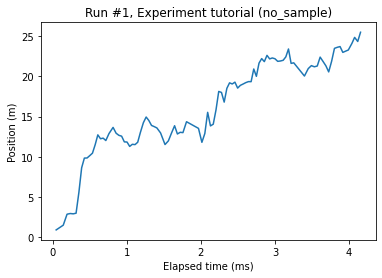 Run #1, Experiment tutorial (no_sample)
25
20
15
10
5
0
Position (m)
0 1 2 3 4
Elapsed time (ms)